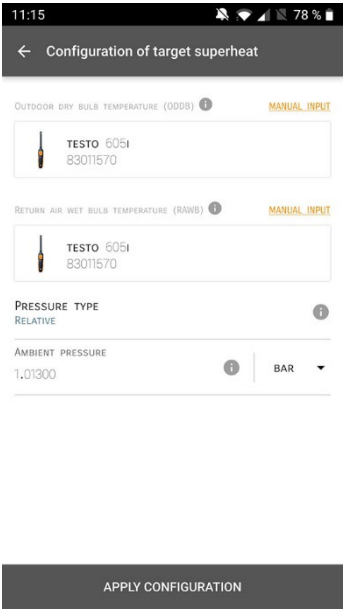 11:15
78 %
Configuration of target superheat
OUTDOOR DRY BULB TEMPERATURE (ODDB)
MANUAL INPUT
TESTO 605I
83011570
RETURN AIR WET BULB TEMPERATURE (RAWB)
MANUAL INPUT
TESTO 605I
83011570
PRESSURE TYPE
RELATIVE
AMBIENT PRESSURE
1.01300
BAR
APPLY CONFIGURATION